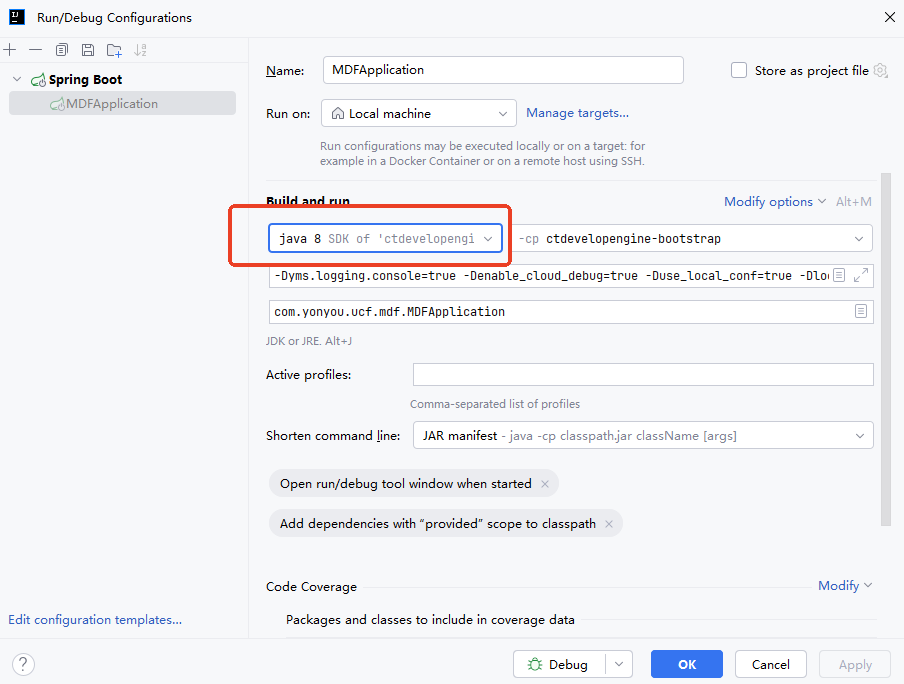 Run/Debug Configurations
Spring Boot
MDFApplication
Name: MDFApplication Store as project file
Run on: Local machine Manage targets...
Run configurations may be executed locally or on a target: for
example in a Docker Container or on a remote host using SSH.
Build and run Modify options Alt+M
java 8 SDK of 'ctdevelopengi -cp ctdevelopengine-bootstrap
-Dyms.logging.console=true -Denable_cloud_debug=true -Duse_local_conf=true -Dlo
com.yonyou.ucf.mdf.MDFApplication
JDK or JRE. Alt+J
Active profiles:
Comma-separated list of profiles
Shorten command line: JAR manifest - java -cp classpath.jar className [args]
Open run/debug tool window when started
Add dependencies with “provided” scope to classpath
Code Coverage Modify
Packages and classes to include in coverage data
Edit configuration templates...
? Debug OK Cancel Apply